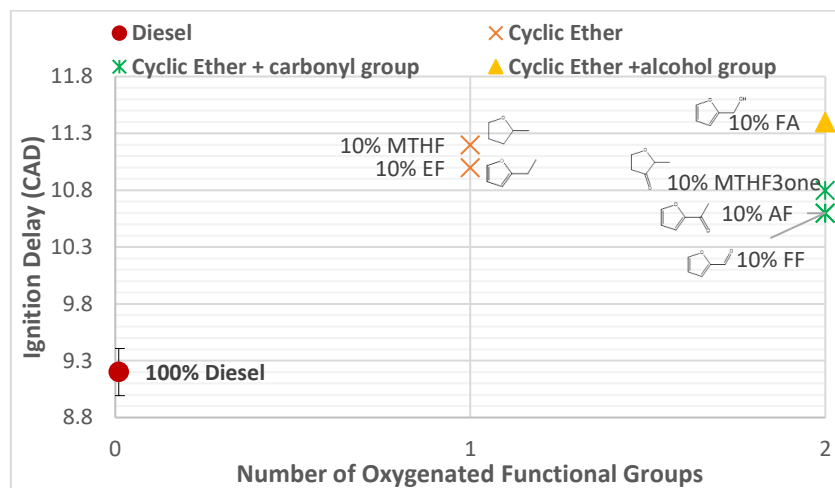 Diesel
Cyclic Ether
Cyclic Ether + carbonyl group
Cyclic Ether +alcohol group
11.8
11.3
10.8
10.3
9.8
9.3
8.8
Ignition Delay (CAD)
10% MTHF
10% EF
OH
10% FA
10% MTHF3one
10% AF
10% FF
100% Diesel
0
1
2
Number of Oxygenated Functional Groups